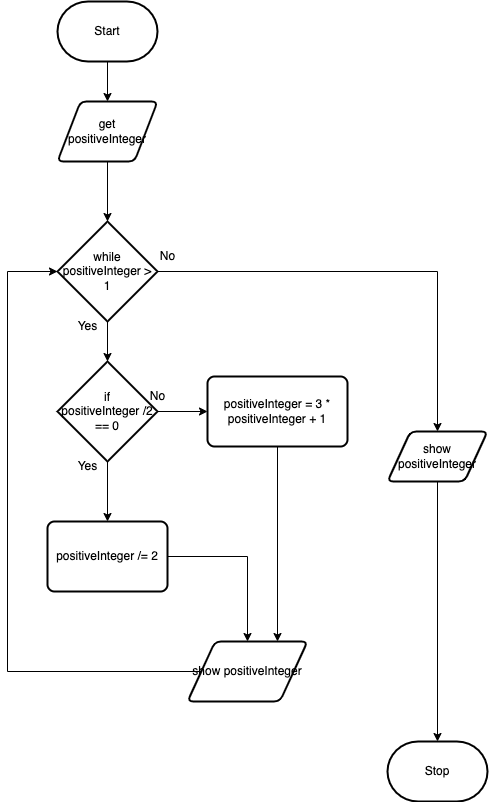 Start
get
positiveInteger
while
positiveInteger >
1
No
Yes
if
positiveInteger /2
== 0
No
positiveInteger = 3 *
positiveInteger + 1
Yes
show
positiveInteger
positiveInteger /= 2
show positiveInteger
Stop